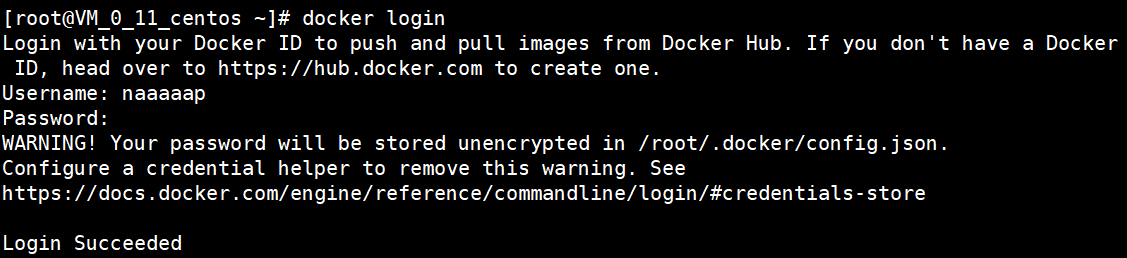 [root@VM_0_11_centos ~]# docker login
Login with your Docker ID to push and pull images from Docker Hub. If you don't have a Docker
 ID, head over to https://hub.docker.com to create one.
Username: naaaaap
Password:
WARNING! Your password will be stored unencrypted in /root/.docker/config.json.
Configure a credential helper to remove this warning. See
https://docs.docker.com/engine/reference/commandline/login/#credentials-store
Login Succeeded